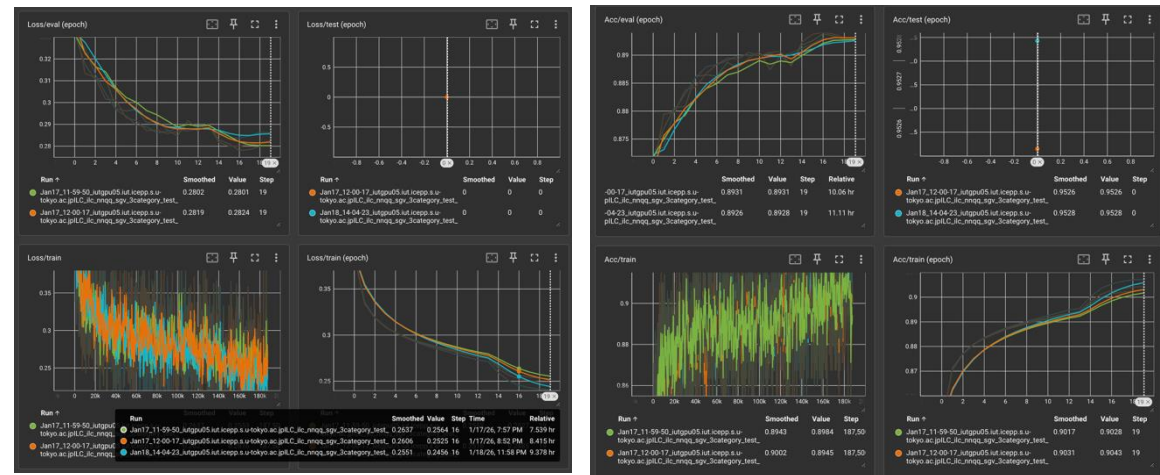 Loss/eval (epoch)
0.32
0.31
0.3
0.29
0.28
0 2 4 6 8 10 12 14 16
19
Run ↑ Smoothed Value Step
Jan17_11-59-50_iutgpu05.iut.icepp.s.u-
tokyo.ac.jpILC_ilc_nnqq_sgv_3category_test_ 0.2802 0.2801 19
Jan17_12-00-17_iutgpu05.iut.icepp.s.u-
tokyo.ac.jpILC_ilc_nnqq_sgv_3category_test_ 0.2819 0.2824 19
Loss/test (epoch)
0.5
0
-0.5
-0.8 -0.6 -0.4 -0.2 0 0.2 0.4 0.6 0.8
Run ↑ Smoothed Value Step
Jan17_12-00-17_iutgpu05.iut.icepp.s.u-
tokyo.ac.jpILC_ilc_nnqq_sgv_3category_test_ 0 0 0
Jan18_14-04-23_iutgpu05.iut.icepp.s.u-
tokyo.ac.jpILC_ilc_nnqq_sgv_3category_test_ 0 0 0
Acc/eval (epoch)
0.89
0.885
0.88
0.875
0 2 4 6 8 10 12 14 16
19
Smoothed Value Step Relative
-00-17_iutgpu05.iut.icepp.s.u-
pILC_ilc_nnqq_sgv_3category_test_ 0.8931 0.8931 19 10.06 hr
-04-23_iutgpu05.iut.icepp.s.u-
pILC_ilc_nnqq_sgv_3category_test_ 0.8926 0.8928 19 11.11 hr
Acc/test (epoch)
0.9527
0.9526
-0.8 -0.6 -0.4 -0.2 0 0.2 0.4 0.6 0.8
Run ↑ Smoothed Value Step
Jan17_12-00-17_iutgpu05.iut.icepp.s.u-
tokyo.ac.jpILC_ilc_nnqq_sgv_3category_test_ 0.9526 0.9526 0
Jan18_14-04-23_iutgpu05.iut.icepp.s.u-
tokyo.ac.jpILC_ilc_nnqq_sgv_3category_test_ 0.9528 0.9528 0
Loss/train
0.35
0.3
0.25
0 20k 40k 60k 80k 100k 120k 140k 160k 180k
Run ↑
Loss/train (epoch)
0.35
0.3
0.25
0 2 4 6 8 10 12 14 16
Run Smoothed Value Step Time Relative
Jan17_11-59-50_iutgpu05.iut.icepp.s.u-tokyo.ac.jpILC_ilc_nnqq_sgv_3category_test_ 0.2637 0.2564 16 1/17/26, 7:57 PM 7.539 hr
Jan17_12-00-17_iutgpu05.iut.icepp.s.u-tokyo.ac.jpILC_ilc_nnqq_sgv_3category_test_ 0.2606 0.2525 16 1/17/26, 8:52 PM 8.415 hr
Jan18_14-04-23_iutgpu05.iut.icepp.s.u-tokyo.ac.jpILC_ilc_nnqq_sgv_3category_test_ 0.2551 0.2456 16 1/18/26, 11:58 PM 9.378 hr
Acc/train
0.9
0.88
0.86
0 20k 40k 60k 80k 100k 120k 140k 160k 180k
Run ↑ Smoothed Value Step
Jan17_11-59-50_iutgpu05.iut.icepp.s.u-
tokyo.ac.jpILC_ilc_nnqq_sgv_3category_test_ 0.8943 0.8984 187,50
Jan17_12-00-17_iutgpu05.iut.icepp.s.u-
tokyo.ac.jpILC_ilc_nnqq_sgv_3category_test_ 0.9002 0.8945 187,50
Acc/train (epoch)
0.9
0.89
0.88
0.87
0 2 4 6 8 10 12 14 16
19
Run ↑ Smoothed Value Step
Jan17_11-59-50_iutgpu05.iut.icepp.s.u-
tokyo.ac.jpILC_ilc_nnqq_sgv_3category_test_ 0.9017 0.9028 19
Jan17_12-00-17_iutgpu05.iut.icepp.s.u-
tokyo.ac.jpILC_ilc_nnqq_sgv_3category_test_ 0.9031 0.9043 19